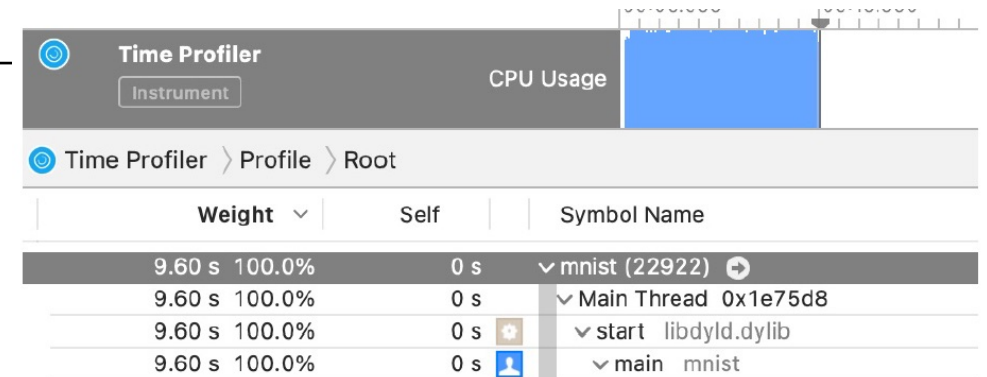 Time Profiler
Instrument
CPU Usage
Time Profiler Profile Root
Weight Self Symbol Name
9.60 s 100.0% 0 s mnist (22922)
9.60 s 100.0% 0 s Main Thread 0x1e75d8
9.60 s 100.0% 0 s start libdyld.dylib
9.60 s 100.0% 0 s main mnist